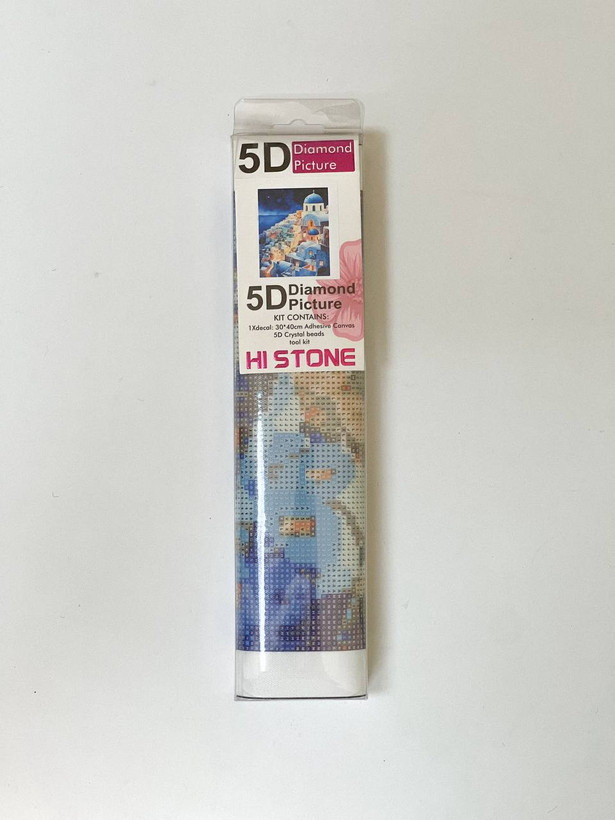 5D Diamond
Picture
5D Diamond
Picture
KIT CONTAINS:
1Xdecal: 30*40cm Adhesive Canvas
5D Crystal beads
tool kit
HI STONE